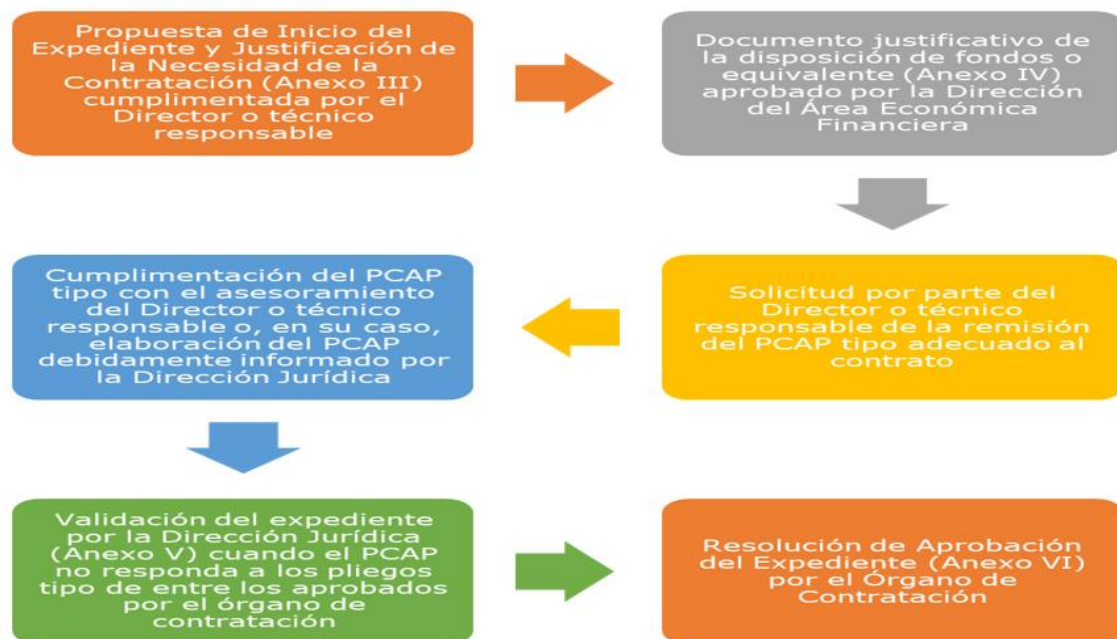 Propuesta de Inicio del
Expediente y Justificación de
la Necesidad de la
Contratación (Anexo III)
cumplimentada por el
Director o técnico
responsable
Documento justificativo de
la disposición de fondos o
equivalente (Anexo IV)
aprobado por la Dirección
del Área Económica
Financiera
Solicitud por parte del
Director o técnico
responsable de la remisión
del PCAP tipo adecuado al
contrato
Cumplimentación del PCAP
tipo con el asesoramiento
del Director o técnico
responsable o, en su caso,
elaboración del PCAP
debidamente informado por
la Dirección Jurídica
Validación del expediente
por la Dirección Jurídica
(Anexo V) cuando el PCAP
no responda a los pliegos
tipo de entre los aprobados
por el órgano de
contratación
Resolución de Aprobación
del Expediente (Anexo VI)
por el Órgano de
Contratación